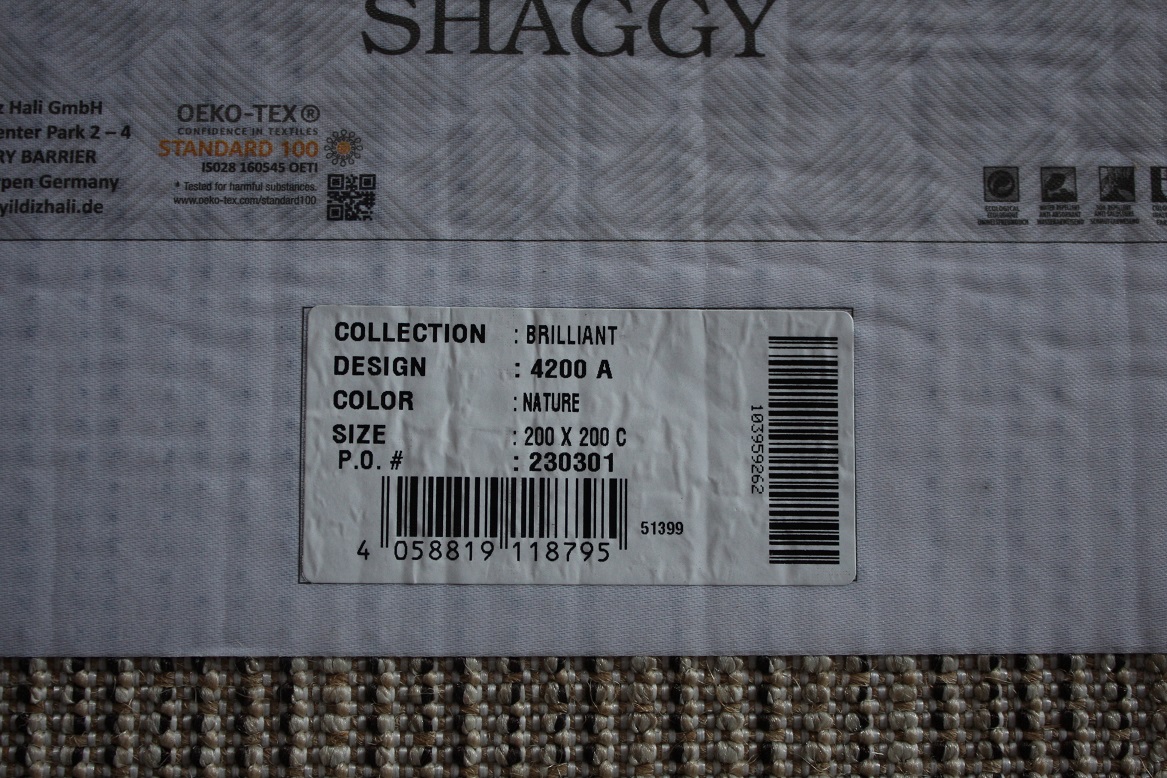 SHAGGY
z Hali GmbH
enter Park 2 – 4
RY BARRIER
rpen Germany
yildizhali.de
OEKO-TEX®
CONFIDENCE IN TEXTILES
STANDARD 100
IS028 160545 OETI
* Tested for harmful substances.
www.oeko-tex.com/standard100
COLLECTION : BRILLIANT
DESIGN : 4200 A
COLOR : NATURE
SIZE : 200 X 200 C
P.O. # : 230301
4 058819 118795
51399
103959262